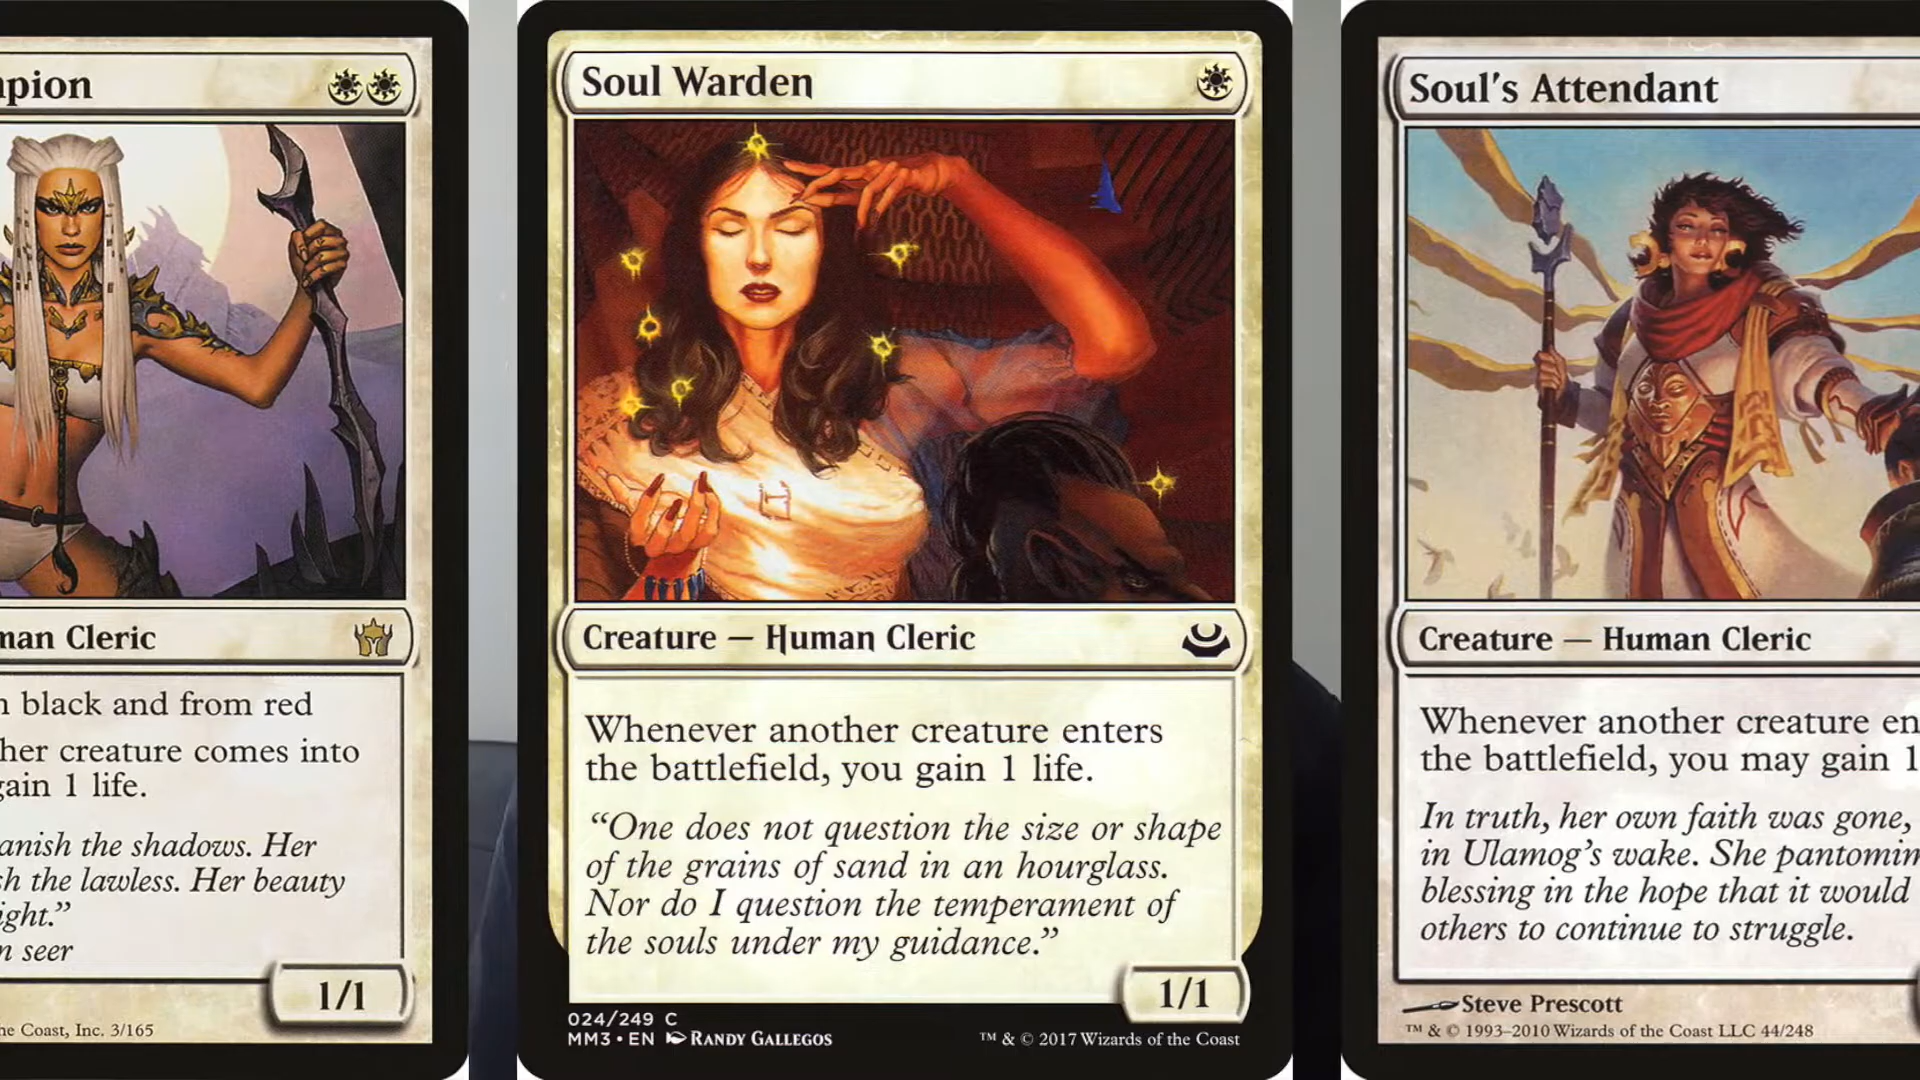 pion
man Cleric
black and from red
her creature comes into
gain 1 life.
anish the shadows. Her
sh the lawless. Her beauty
ight.”
n seer
1/1
he Coast, Inc. 3/165
Soul Warden
Creature — Human Cleric
Whenever another creature enters
the battlefield, you gain 1 life.
“One does not question the size or shape
of the grains of sand in an hourglass.
Nor do I question the temperament of
the souls under my guidance.”
1/1
024/249 C
MM3 • EN Randy Gallegos
™ & © 2017 Wizards of the Coast
Soul's Attendant
Creature — Human Cleric
Whenever another creature en
the battlefield, you may gain 1
In truth, her own faith was gone,
in Ulamog’s wake. She pantomim
blessing in the hope that it would
others to continue to struggle.
Steve Prescott
™ & © 1993–2010 Wizards of the Coast LLC 44/248